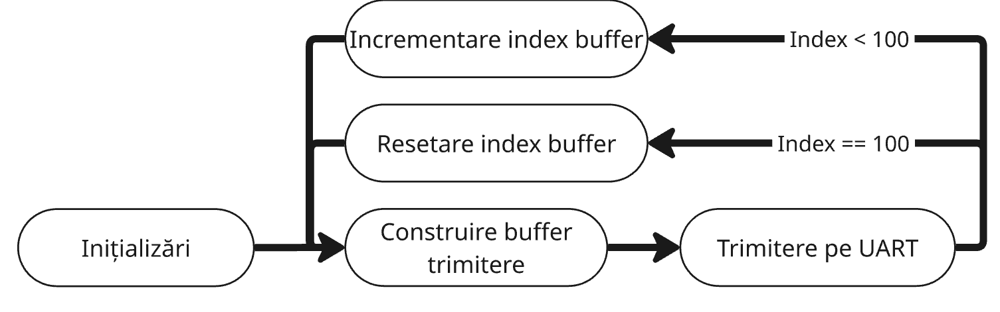 Incrementare index buffer
Index < 100
Resetare index buffer
Index == 100
Inițializări
Construire buffer
trimitere
Trimitere pe UART